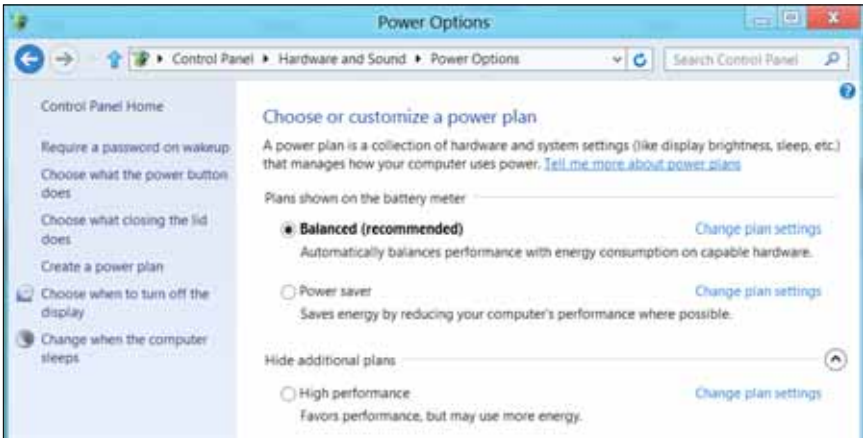 Power Options
Control Panel ▸ Hardware and Sound ▸ Power Options
Search Control Panel
Control Panel Home
Require a password on wakeup
Choose what the power button
does
Choose what closing the lid
does
Create a power plan
Choose when to turn off the
display
Change when the computer
sleeps
Choose or customize a power plan
A power plan is a collection of hardware and system settings (like display brightness, sleep, etc.)
that manages how your computer uses power. Tell me more about power plans
Plans shown on the battery meter
Balanced (recommended) Change plan settings
Automatically balances performance with energy consumption on capable hardware.
Power saver Change plan settings
Saves energy by reducing your computer's performance where possible.
Hide additional plans
High performance Change plan settings
Favors performance, but may use more energy.